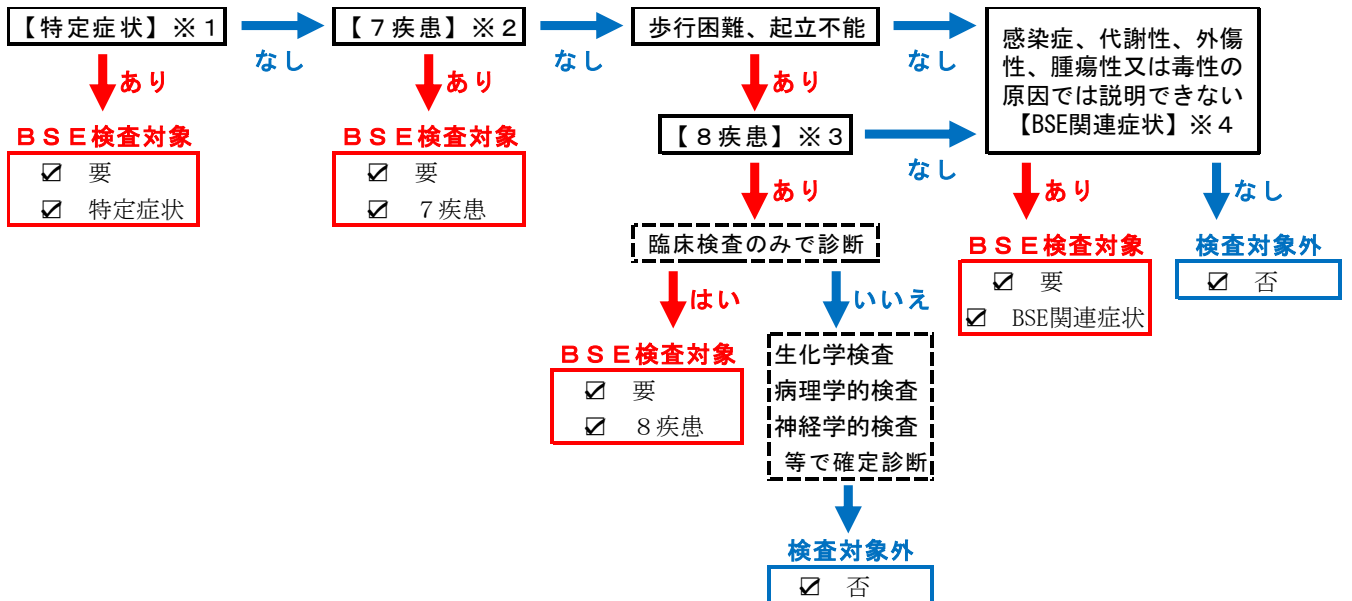 【特定症状】※１
なし
【７疾患】※２
なし
歩行困難、起立不能
なし
感染症、代謝性、外傷
性、腫瘍性又は毒性の
原因では説明できない
【BSE関連症状】※４
あり
ＢＳＥ検査対象
☑ 要
☑ 特定症状
あり
ＢＳＥ検査対象
☑ 要
☑ ７疾患
あり
【８疾患】※３
なし
あり
臨床検査のみで診断
はい
ＢＳＥ検査対象
☑ 要
☑ ８疾患
いいえ
生化学検査
病理学的検査
神経学的検査
等で確定診断
検査対象外
☑ 否
あり
ＢＳＥ検査対象
☑ 要
☑ BSE関連症状
なし
検査対象外
☑ 否